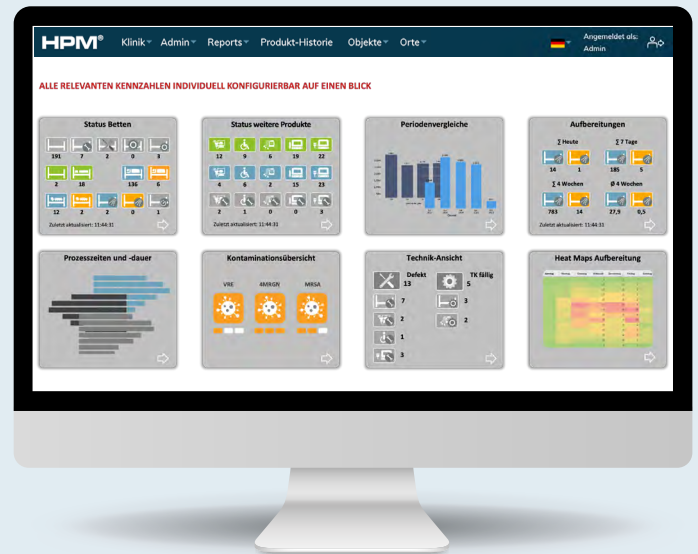 HPM® Klinik Admin Reports Produkt-Historie Objekte Orte Angemeldet als: Admin
ALLE RELEVANTEN KENNZAHLEN INDIVIDUELL KONFIGURIERBAR AUF EINEN BLICK
Status Betten
191 7 2 0 3
2 18 136 6
12 2 2 0 1
Zuletzt aktualisiert: 11:44:31
Status weitere Produkte
12 9 6 19 22
4 6 2 15 23
2 1 0 0 3
Zuletzt aktualisiert: 11:44:31
Periodenvergleiche
Aufbereitungen
Σ Heute Σ 7 Tage
14 1 185 5
Σ 4 Wochen Ø 4 Wochen
783 14 27,9 0,5
Zuletzt aktualisiert: 11:44:31
Prozesszeiten und -dauer
Kontaminationsübersicht
VRE 4MRGN MRSA
Technik-Ansicht
Defekt TK fällig
13 5
7 3
2 2
1
3
Heat Maps Aufbereitung